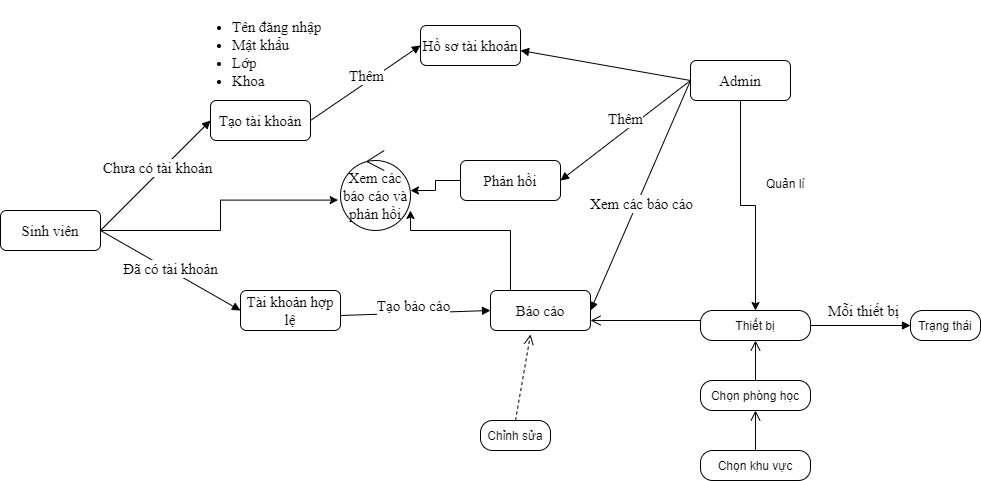 Tên đăng nhập
Mật khẩu
Lớp
Khoa
Hồ sơ tài khoản
Thêm
Admin
Tạo tài khoản
Thêm
Chưa có tài khoản
Xem các
báo cáo và
phản hồi
Phản hồi
Quản lí
Xem các báo cáo
Sinh viên
Đã có tài khoản
Tài khoản hợp
lệ
Tạo báo cáo
Báo cáo
Thiết bị
Mỗi thiết bị
Trạng thái
Chọn phòng học
Chỉnh sửa
Chọn khu vực